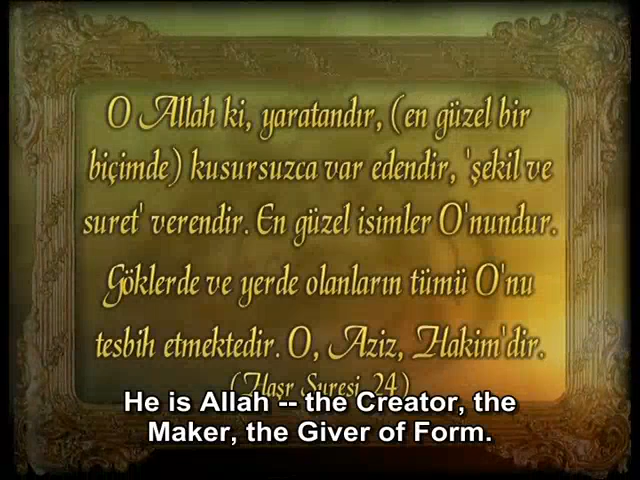 O Allah ki, yaratandır, (en güzel bir
biçimde) kusursuzca var edendir, 'şekil ve
suret' verendir. En güzel isimler O'nundur.
Göklerde ve yerde olanların tümü O'nu
tesbih etmektedir. O, Aziz, Hakim'dir.
(Haşr Suresi, 24)
He is Allah -- the Creator, the
Maker, the Giver of Form.